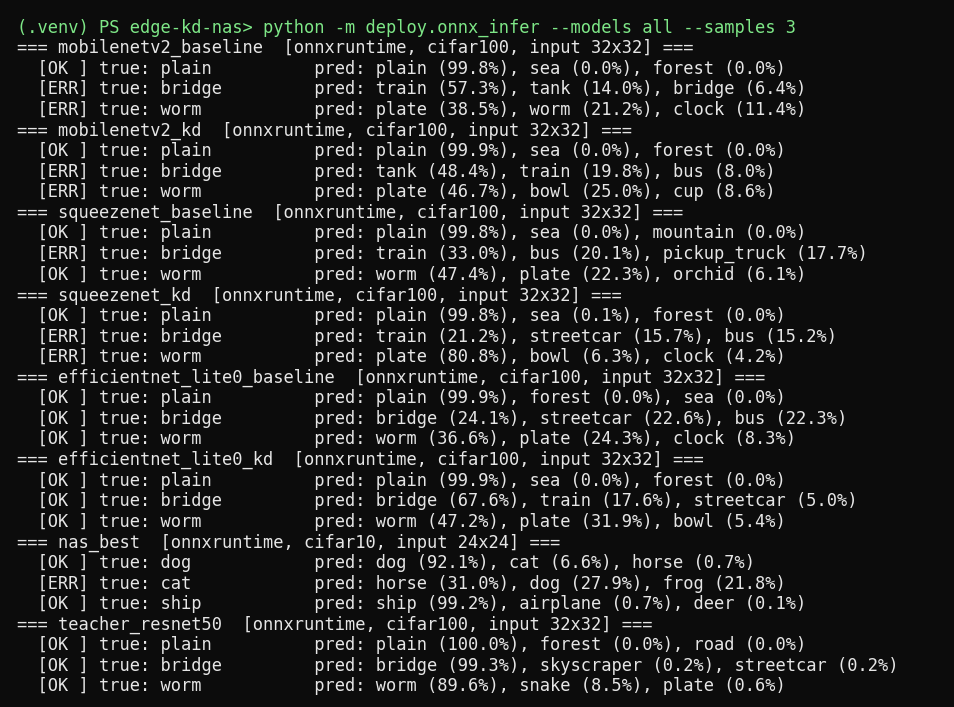 (.venv) PS edge-kd-nas> python -m deploy.onnx_infer --models all --samples 3
=== mobilenetv2_baseline  [onnxruntime, cifar100, input 32x32] ===
  [OK ] true: plain          pred: plain (99.8%), sea (0.0%), forest (0.0%)
  [ERR] true: bridge         pred: train (57.3%), tank (14.0%), bridge (6.4%)
  [ERR] true: worm           pred: plate (38.5%), worm (21.2%), clock (11.4%)
=== mobilenetv2_kd  [onnxruntime, cifar100, input 32x32] ===
  [OK ] true: plain          pred: plain (99.9%), sea (0.0%), forest (0.0%)
  [ERR] true: bridge         pred: tank (48.4%), train (19.8%), bus (8.0%)
  [ERR] true: worm           pred: plate (46.7%), bowl (25.0%), cup (8.6%)
=== squeezenet_baseline  [onnxruntime, cifar100, input 32x32] ===
  [OK ] true: plain          pred: plain (99.8%), sea (0.0%), mountain (0.0%)
  [ERR] true: bridge         pred: train (33.0%), bus (20.1%), pickup_truck (17.7%)
  [OK ] true: worm           pred: worm (47.4%), plate (22.3%), orchid (6.1%)
=== squeezenet_kd  [onnxruntime, cifar100, input 32x32] ===
  [OK ] true: plain          pred: plain (99.8%), sea (0.1%), forest (0.0%)
  [ERR] true: bridge         pred: train (21.2%), streetcar (15.7%), bus (15.2%)
  [ERR] true: worm           pred: plate (80.8%), bowl (6.3%), clock (4.2%)
=== efficientnet_lite0_baseline  [onnxruntime, cifar100, input 32x32] ===
  [OK ] true: plain          pred: plain (99.9%), forest (0.0%), sea (0.0%)
  [OK ] true: bridge         pred: bridge (24.1%), streetcar (22.6%), bus (22.3%)
  [OK ] true: worm           pred: worm (36.6%), plate (24.3%), clock (8.3%)
=== efficientnet_lite0_kd  [onnxruntime, cifar100, input 32x32] ===
  [OK ] true: plain          pred: plain (99.9%), sea (0.0%), forest (0.0%)
  [OK ] true: bridge         pred: bridge (67.6%), train (17.6%), streetcar (5.0%)
  [OK ] true: worm           pred: worm (47.2%), plate (31.9%), bowl (5.4%)
=== nas_best  [onnxruntime, cifar10, input 24x24] ===
  [OK ] true: dog            pred: dog (92.1%), cat (6.6%), horse (0.7%)
  [ERR] true: cat            pred: horse (31.0%), dog (27.9%), frog (21.8%)
  [OK ] true: ship           pred: ship (99.2%), airplane (0.7%), deer (0.1%)
=== teacher_resnet50  [onnxruntime, cifar100, input 32x32] ===
  [OK ] true: plain          pred: plain (100.0%), forest (0.0%), road (0.0%)
  [OK ] true: bridge         pred: bridge (99.3%), skyscraper (0.2%), streetcar (0.2%)
  [OK ] true: worm           pred: worm (89.6%), snake (8.5%), plate (0.6%)